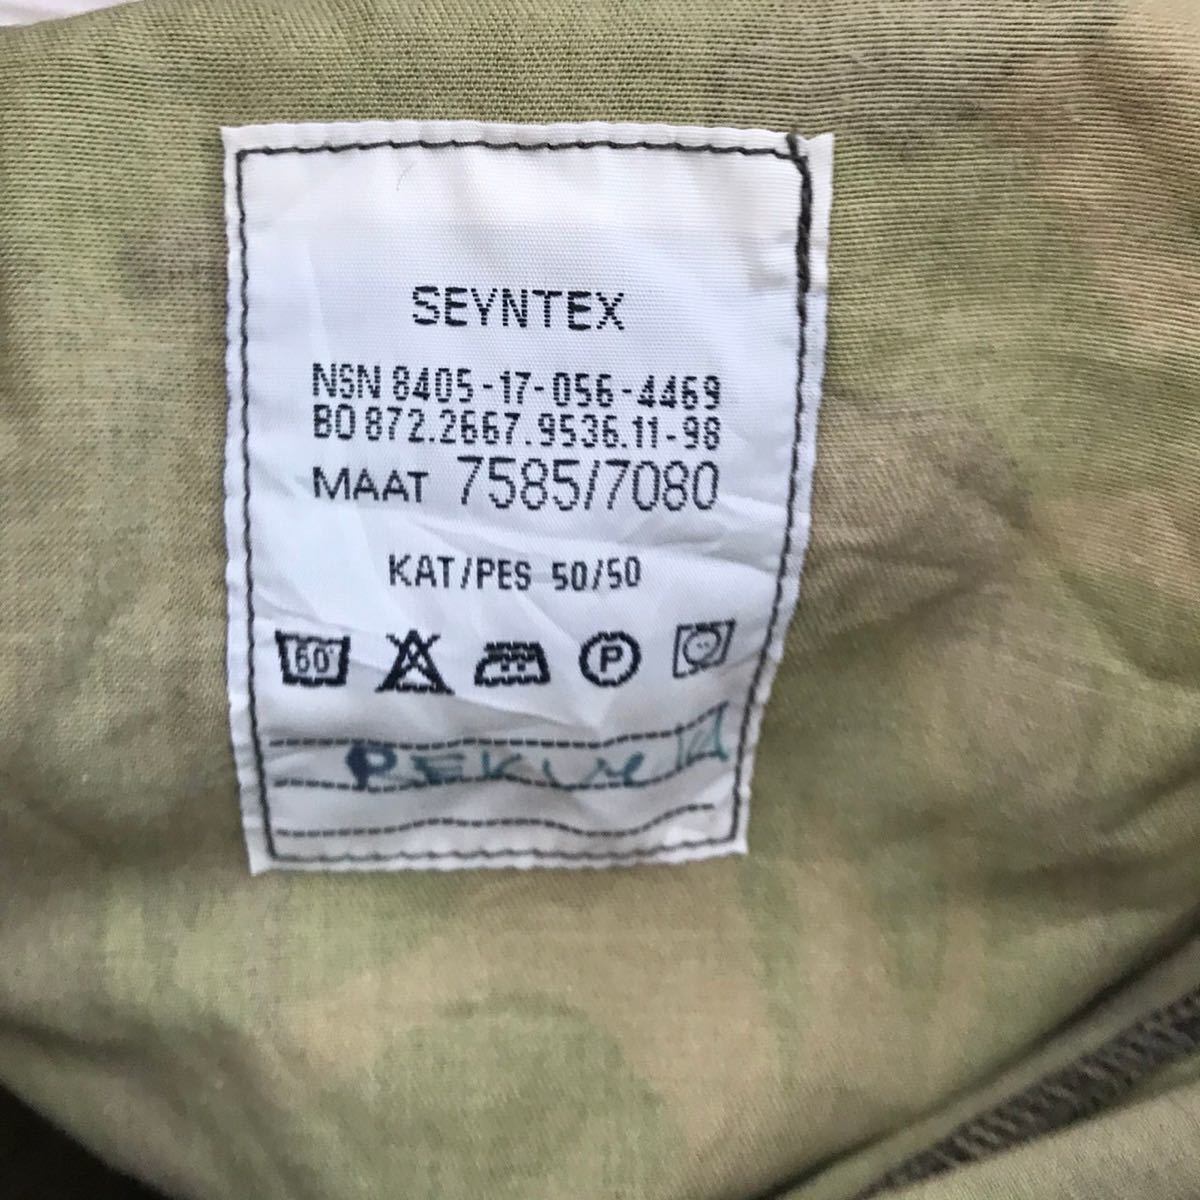 SEYNTEX
NSN 8405-17-056-4469
BO 872.2667.9536.11-98
MAAT 7585/7080
KAT/PES 50/50
60° P